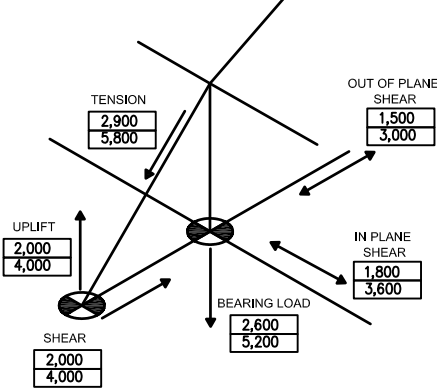 OUT OF PLANE
SHEAR
1,500
3,000
TENSION
2,900
5,800
UPLIFT
2,000
4,000
IN PLANE
SHEAR
1,800
3,600
BEARING LOAD
2,600
5,200
SHEAR
2,000
4,000